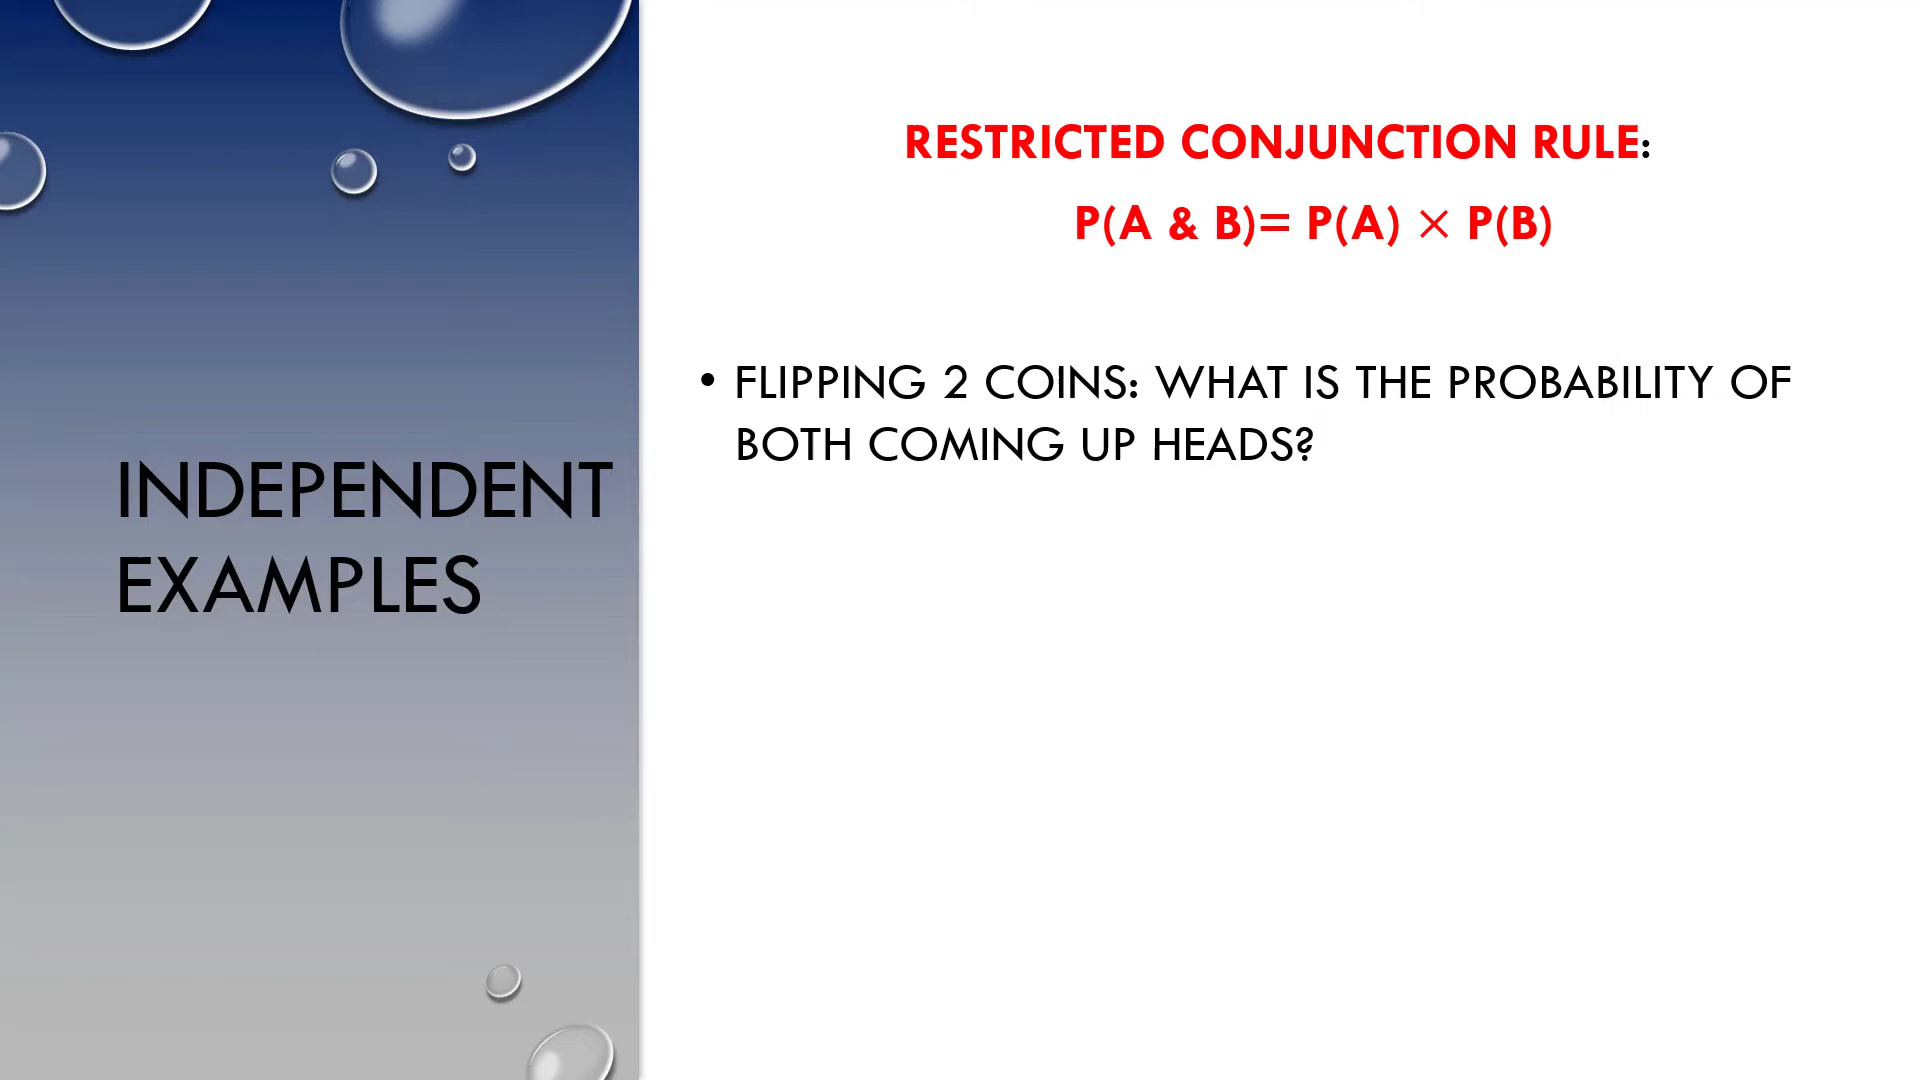 INDEPENDENT
EXAMPLES
RESTRICTED CONJUNCTION RULE:
P(A & B)= P(A) × P(B)
• FLIPPING 2 COINS: WHAT IS THE PROBABILITY OF
BOTH COMING UP HEADS?